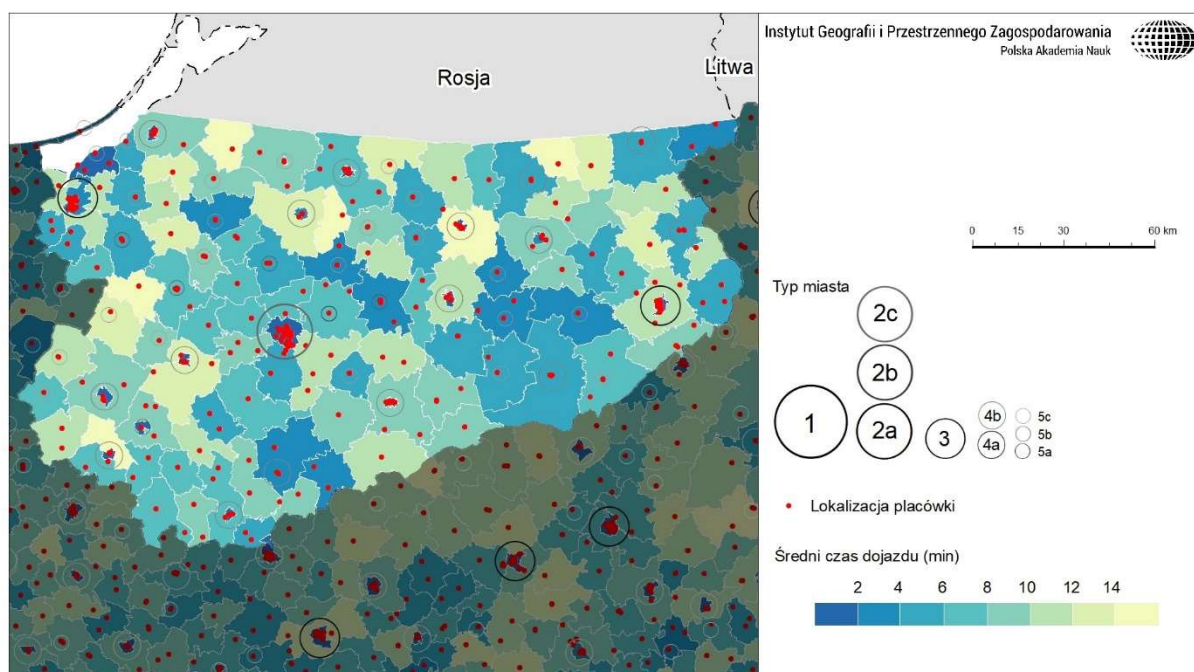 Instytut Geografii i Przestrzennego Zagospodarowania
Polska Akademia Nauk
Rosja
Litwa
0 15 30 60 km
Typ miasta
2c
2b
1
2a
3
4b
4a
5c
5b
5a
Lokalizacja placówki
Średni czas dojazdu (min)
2 4 6 8 10 12 14